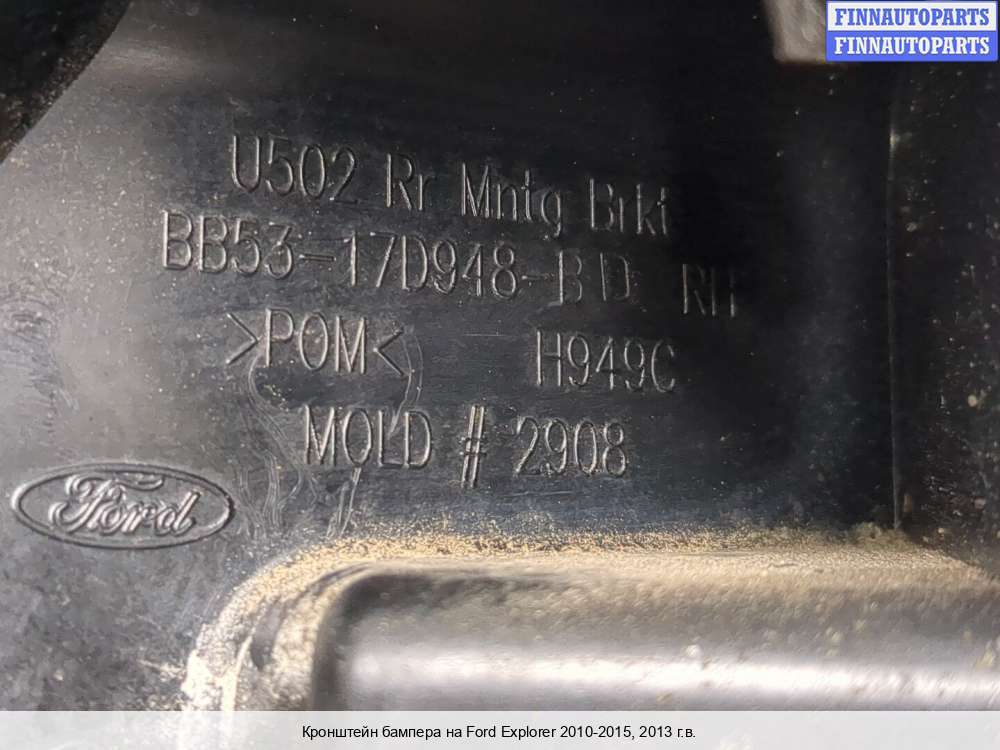 FINNAUTOPARTS
FINNAUTOPARTS
U502 Rr Mntg Brkt
BB53-17D948-BD RH
>POM< H949C
MOLD # 2908
Ford
Кронштейн бампера на Ford Explorer 2010-2015, 2013 г.в.